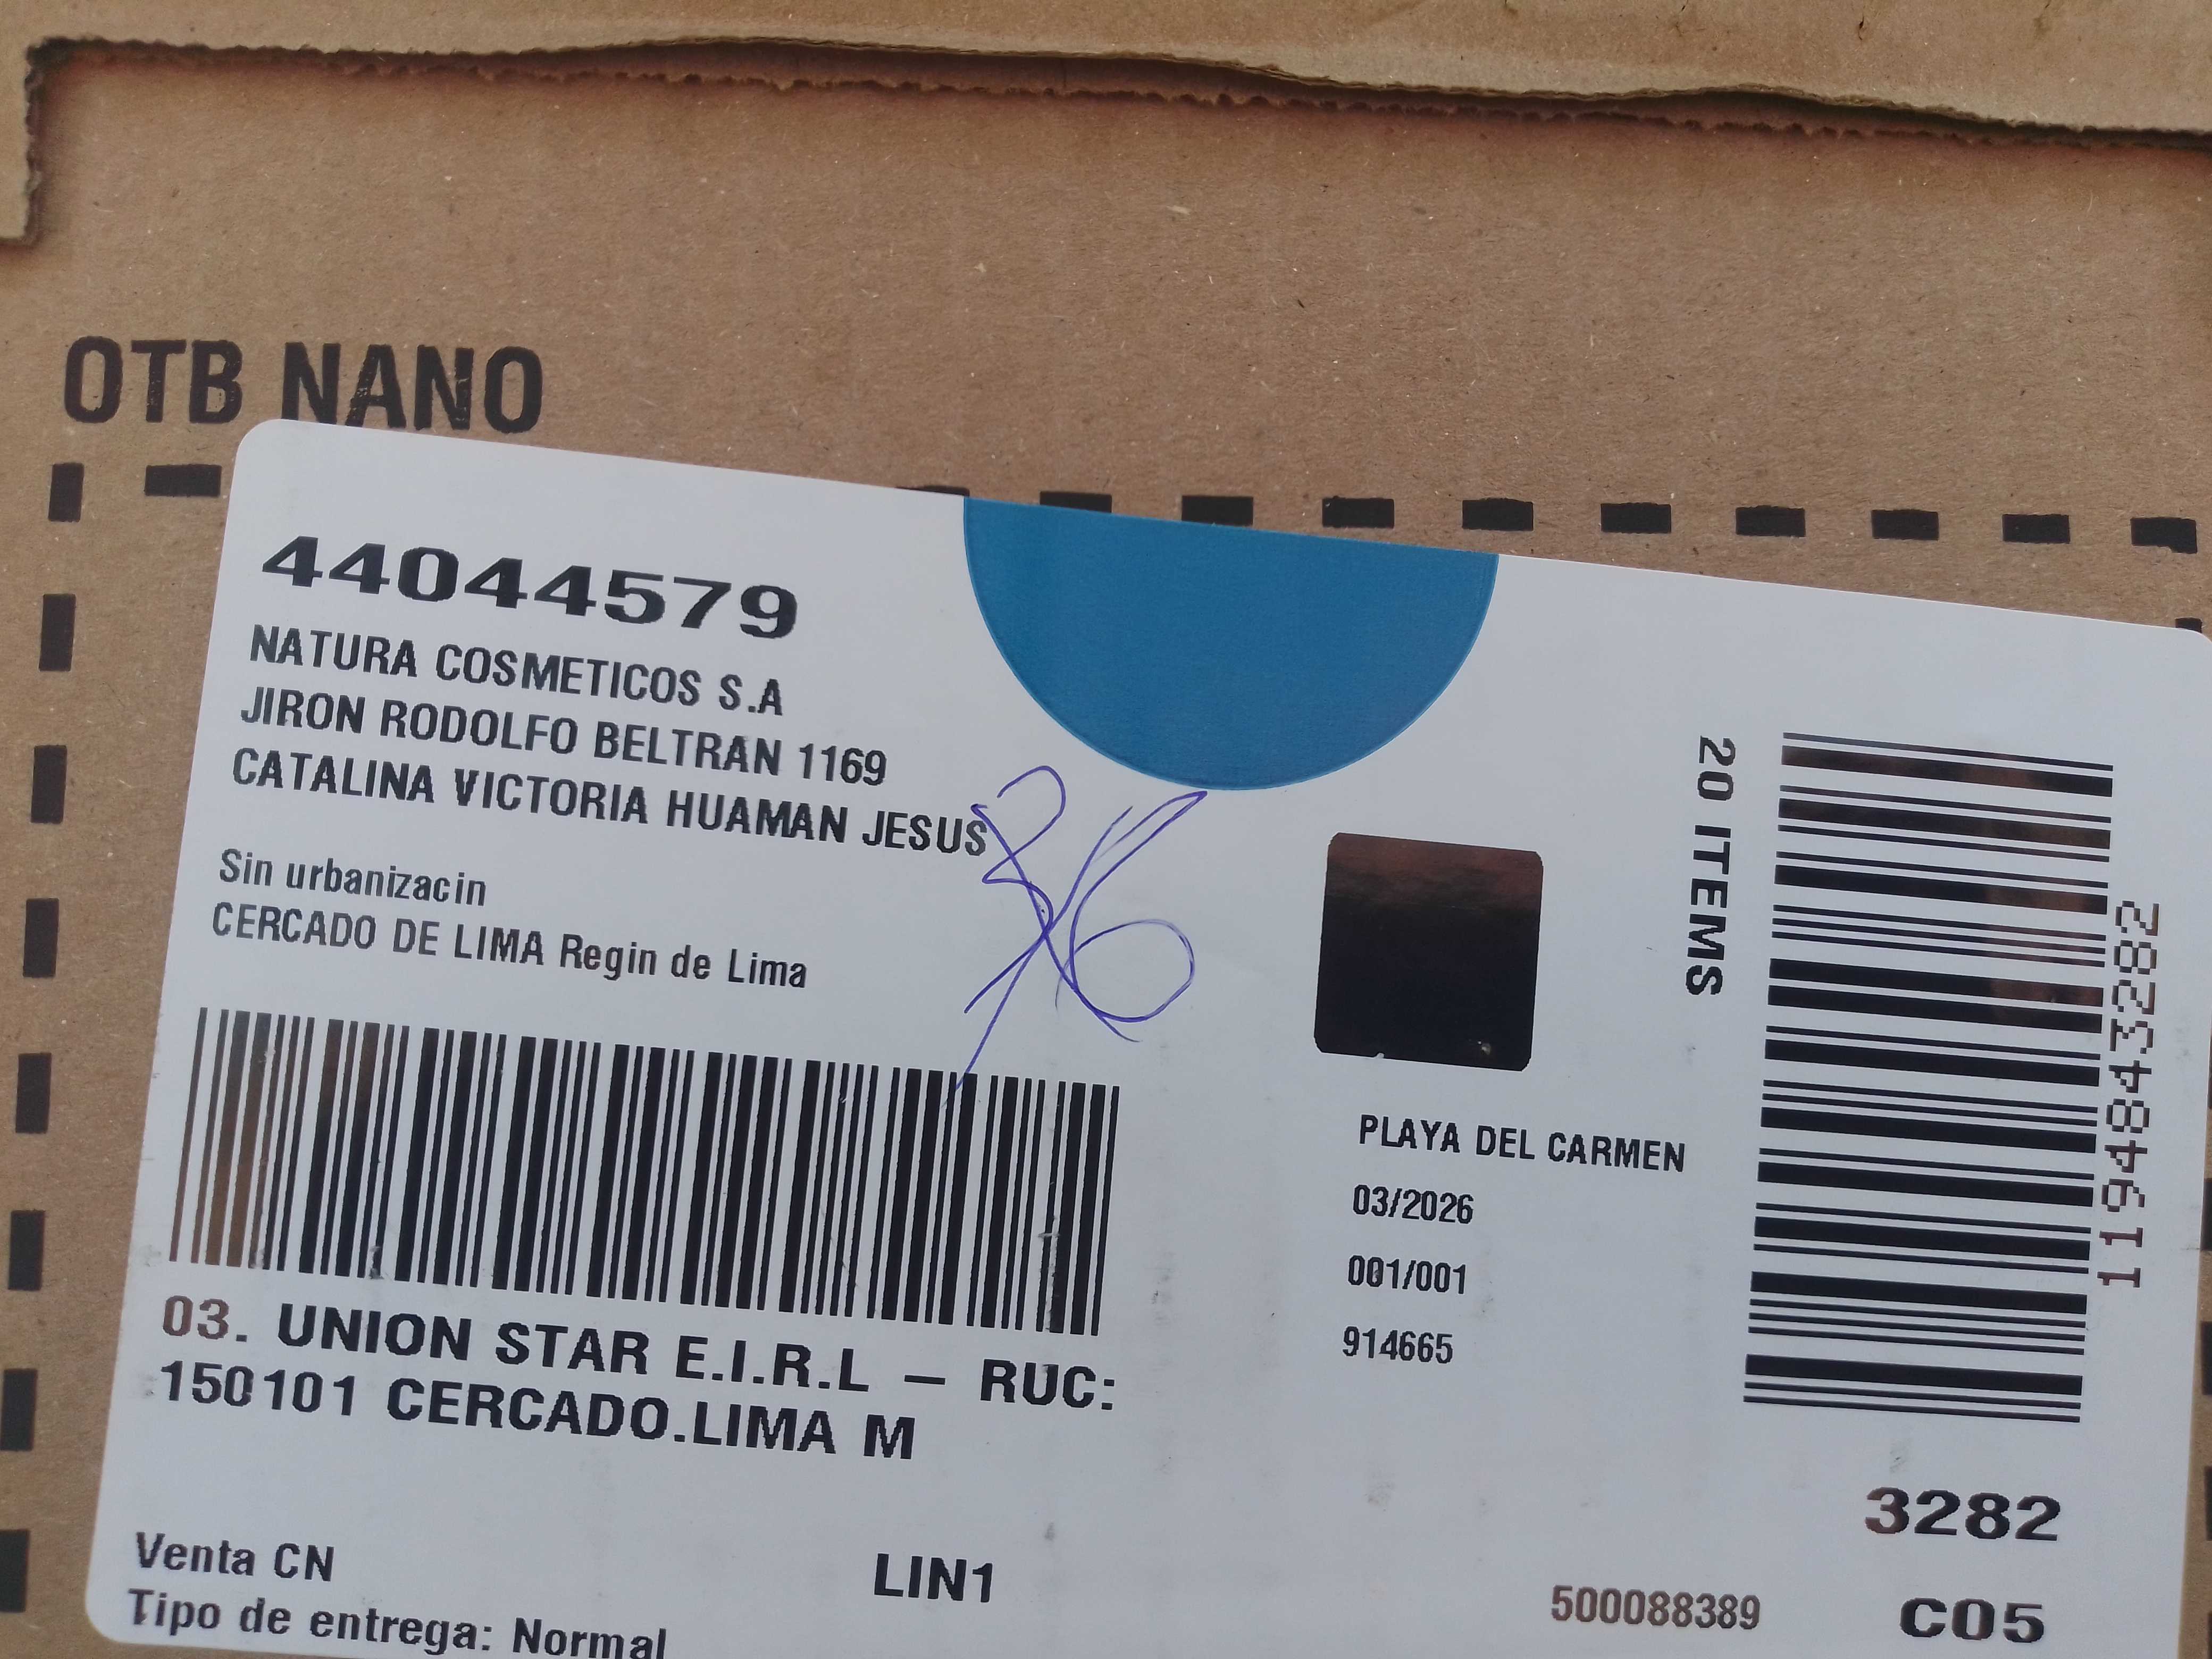 OTB NANO
44044579
NATURA COSMETICOS S.A
JIRON RODOLFO BELTRAN 1169
CATALINA VICTORIA HUAMAN JESUS
Sin urbanizacin
CERCADO DE LIMA Regin de Lima
03. UNION STAR E.I.R.L – RUC:
150101 CERCADO.LIMA M
Venta CN
LIN1
Tipo de entrega: Normal
20 ITEMS
1194843282
PLAYA DEL CARMEN
03/2026
001/001
914665
3282
500088389
C05